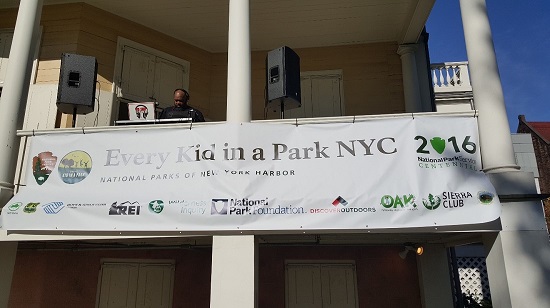 Every Kid in a Park NYC
NATIONAL PARKS OF NEW YORK HARBOR
2016
National Park Service
CENTENNIAL
REI
National Park Foundation
DISCOVER OUTDOORS
OAK
SIERRA CLUB